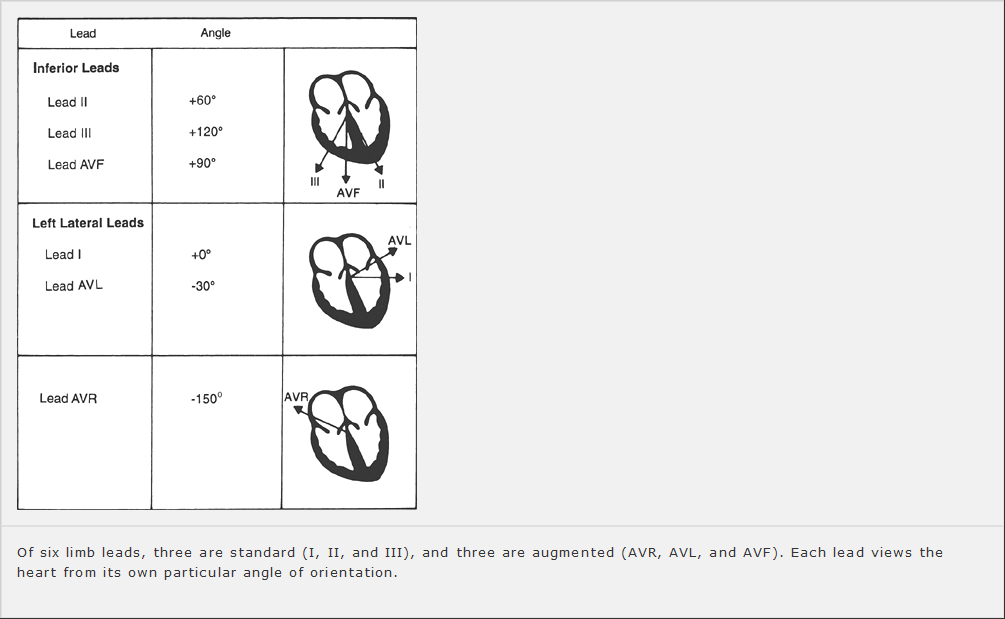 Lead Angle
Inferior Leads
Lead II +60°
Lead III +120°
Lead AVF +90°
III
II
AVF
Left Lateral Leads
Lead I +0°
Lead AVL -30°
AVL
I
Lead AVR -150°
AVR
Of six limb leads, three are standard (I, II, and III), and three are augmented (AVR, AVL, and AVF). Each lead views the
heart from its own particular angle of orientation.